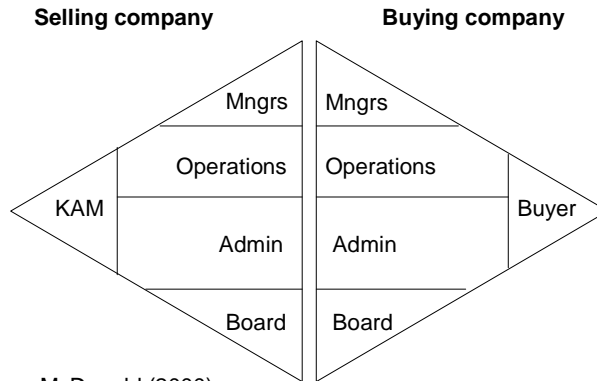 Selling company Buying company
Mngrs Mngrs
Operations Operations
KAM Buyer
Admin Admin
Board Board